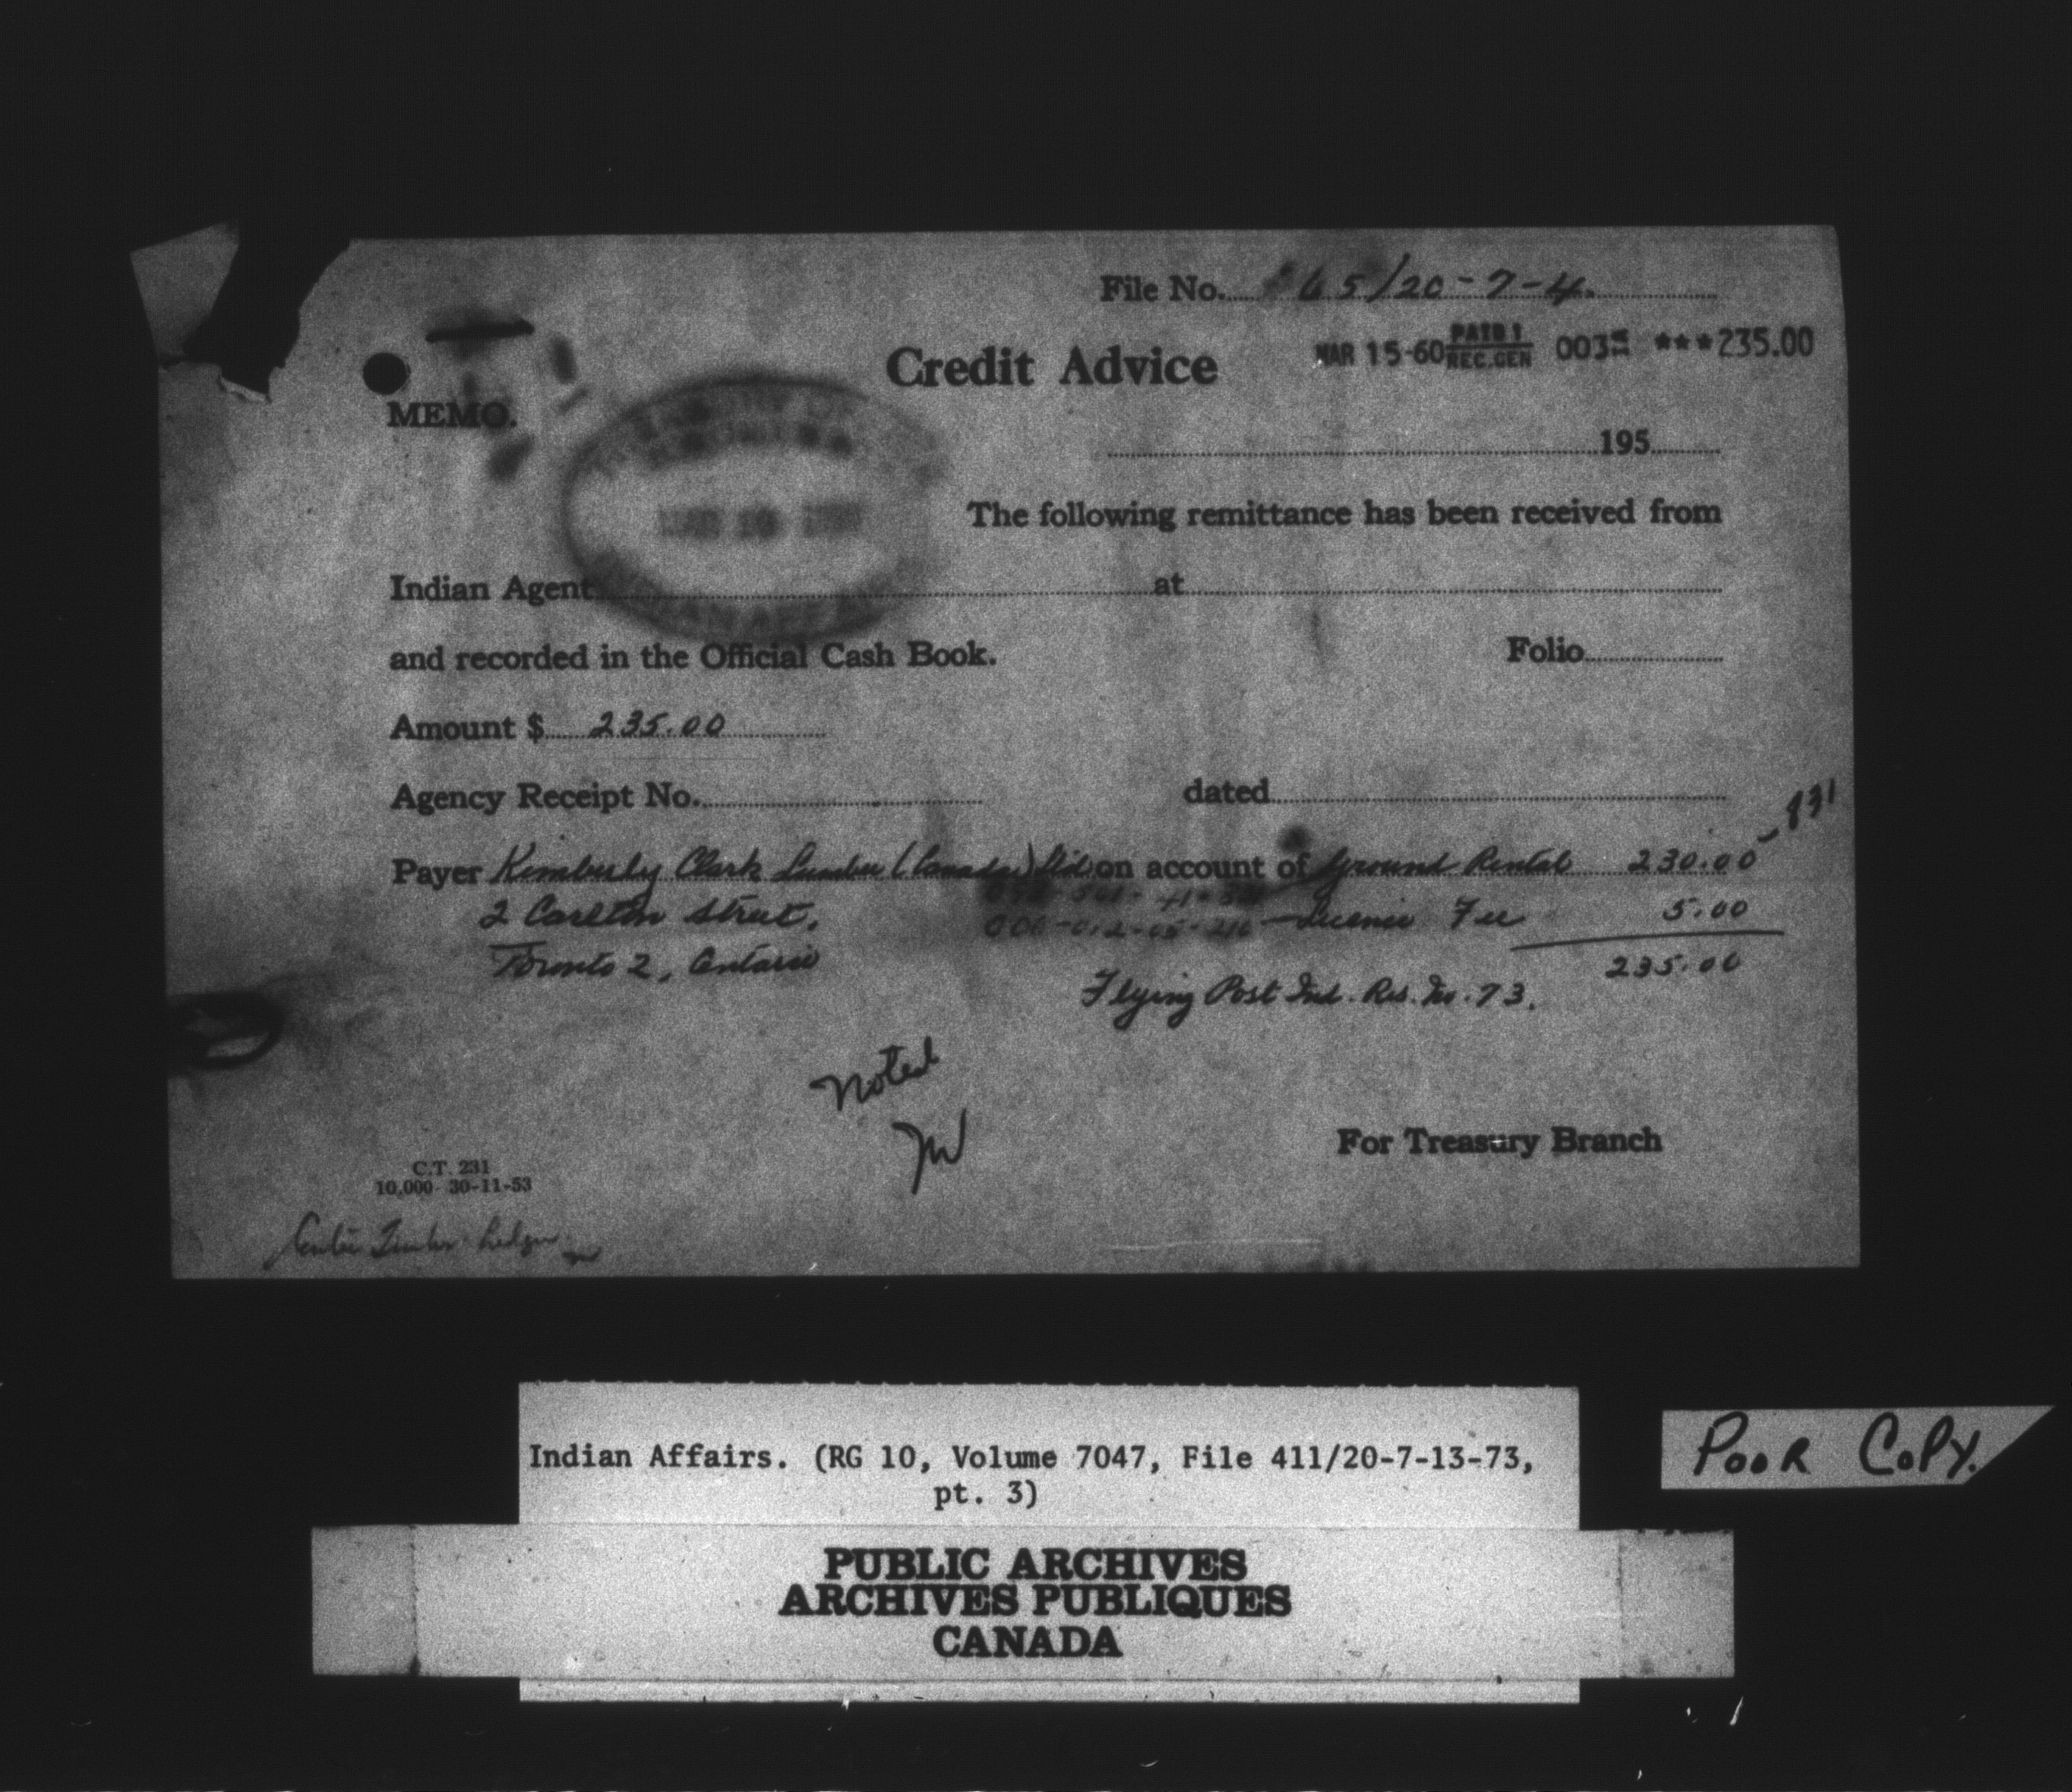 File No. 65/20-7-4.
Credit Advice
MAR 15-60 REC.GEN 003 ***235.00
MEMO.
195
The following remittance has been received from
Indian Agent at
and recorded in the Official Cash Book. Folio
Amount $ 235.00
Agency Receipt No. dated
831
Payer Kimberly Clark Lumber (Canada) Ltd on account of Ground Rental 230.00
2 Carleton Street, License Fee 5.00
Toronto 2, Ontario 235.00
Flying Post Ind. Res. No. 73.
Noted
For Treasury Branch
C.T. 231
10,000 30-11-53
Timber Ledger
Indian Affairs. (RG 10, Volume 7047, File 411/20-7-13-73,
pt. 3)
POOR COPY.
PUBLIC ARCHIVES
ARCHIVES PUBLIQUES
CANADA